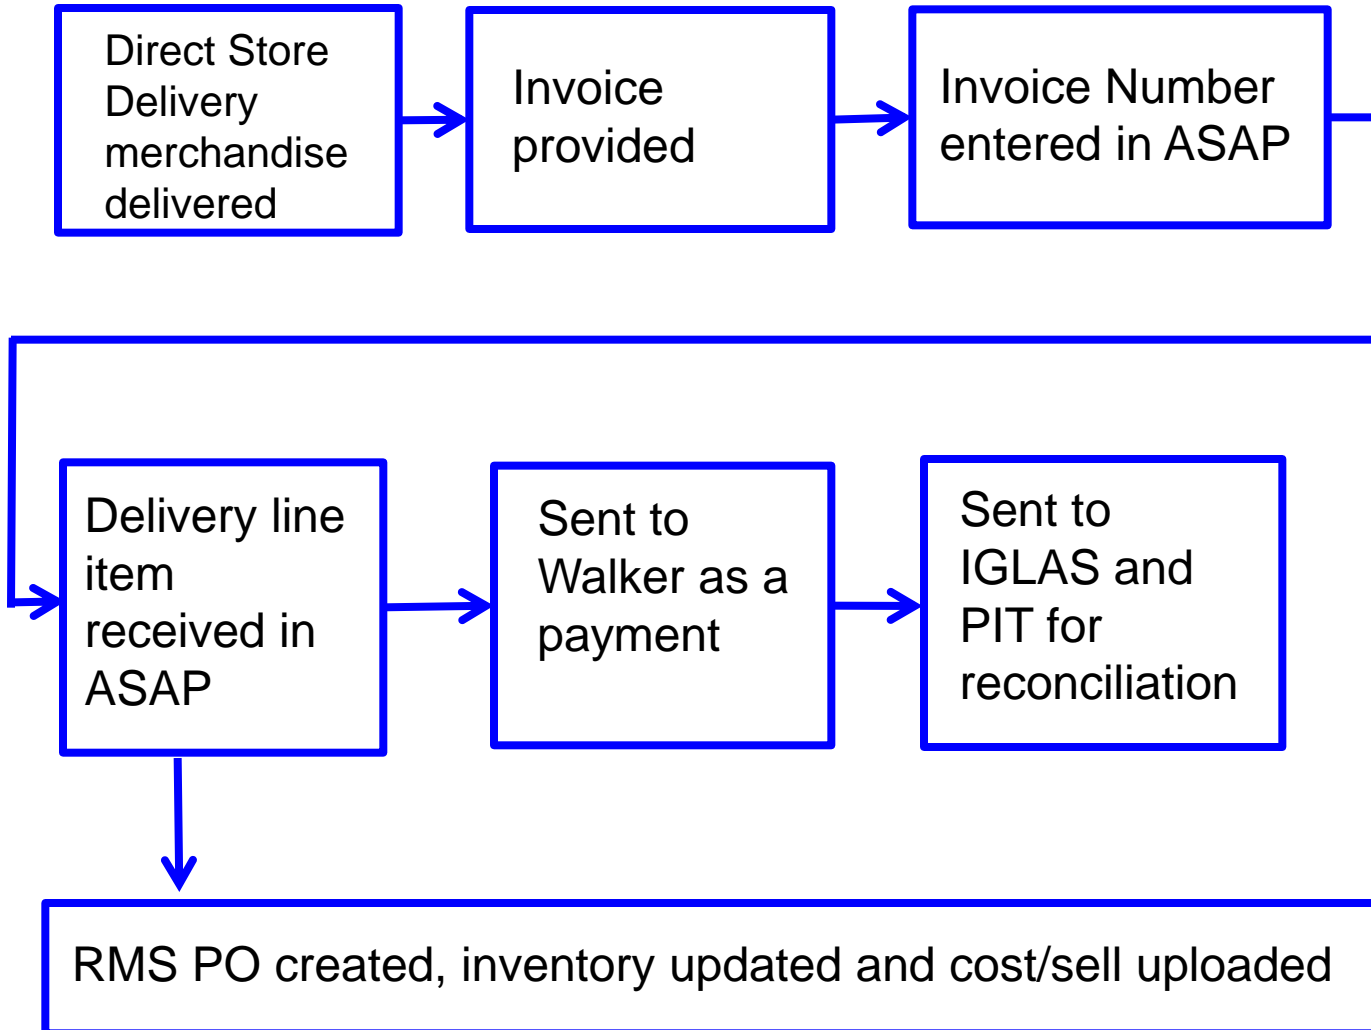 Direct Store
Delivery
merchandise
delivered
Invoice
provided
Invoice Number
entered in ASAP
Delivery line
item
received in
ASAP
Sent to
Walker as a
payment
Sent to
IGLAS and
PIT for
reconciliation
RMS PO created, inventory updated and cost/sell uploaded